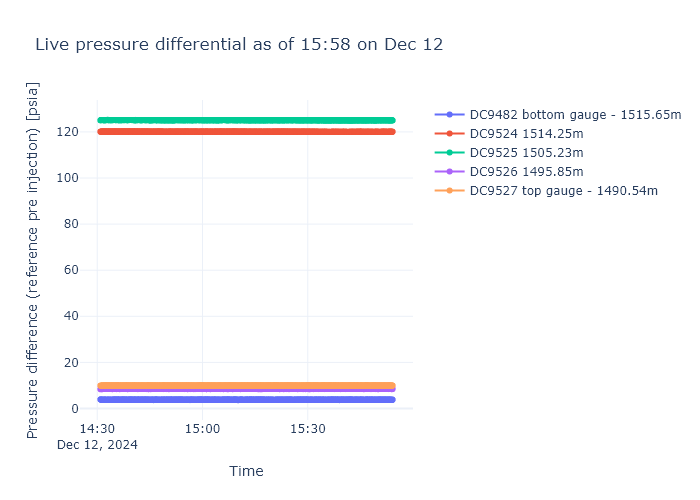 Live pressure differential as of 15:58 on Dec 12
Pressure difference (reference pre injection) [psia]
120
100
80
60
40
20
0
14:30
Dec 12, 2024
15:00
15:30
Time
DC9482 bottom gauge - 1515.65m
DC9524 1514.25m
DC9525 1505.23m
DC9526 1495.85m
DC9527 top gauge - 1490.54m